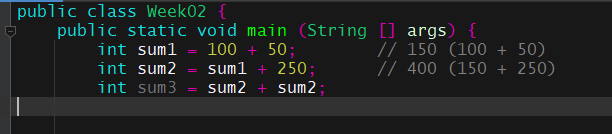 public class Week02 {
    public static void main (String [] args) {
        int sum1 = 100 + 50;        // 150 (100 + 50)
        int sum2 = sum1 + 250;      // 400 (150 + 250)
        int sum3 = sum2 + sum2;